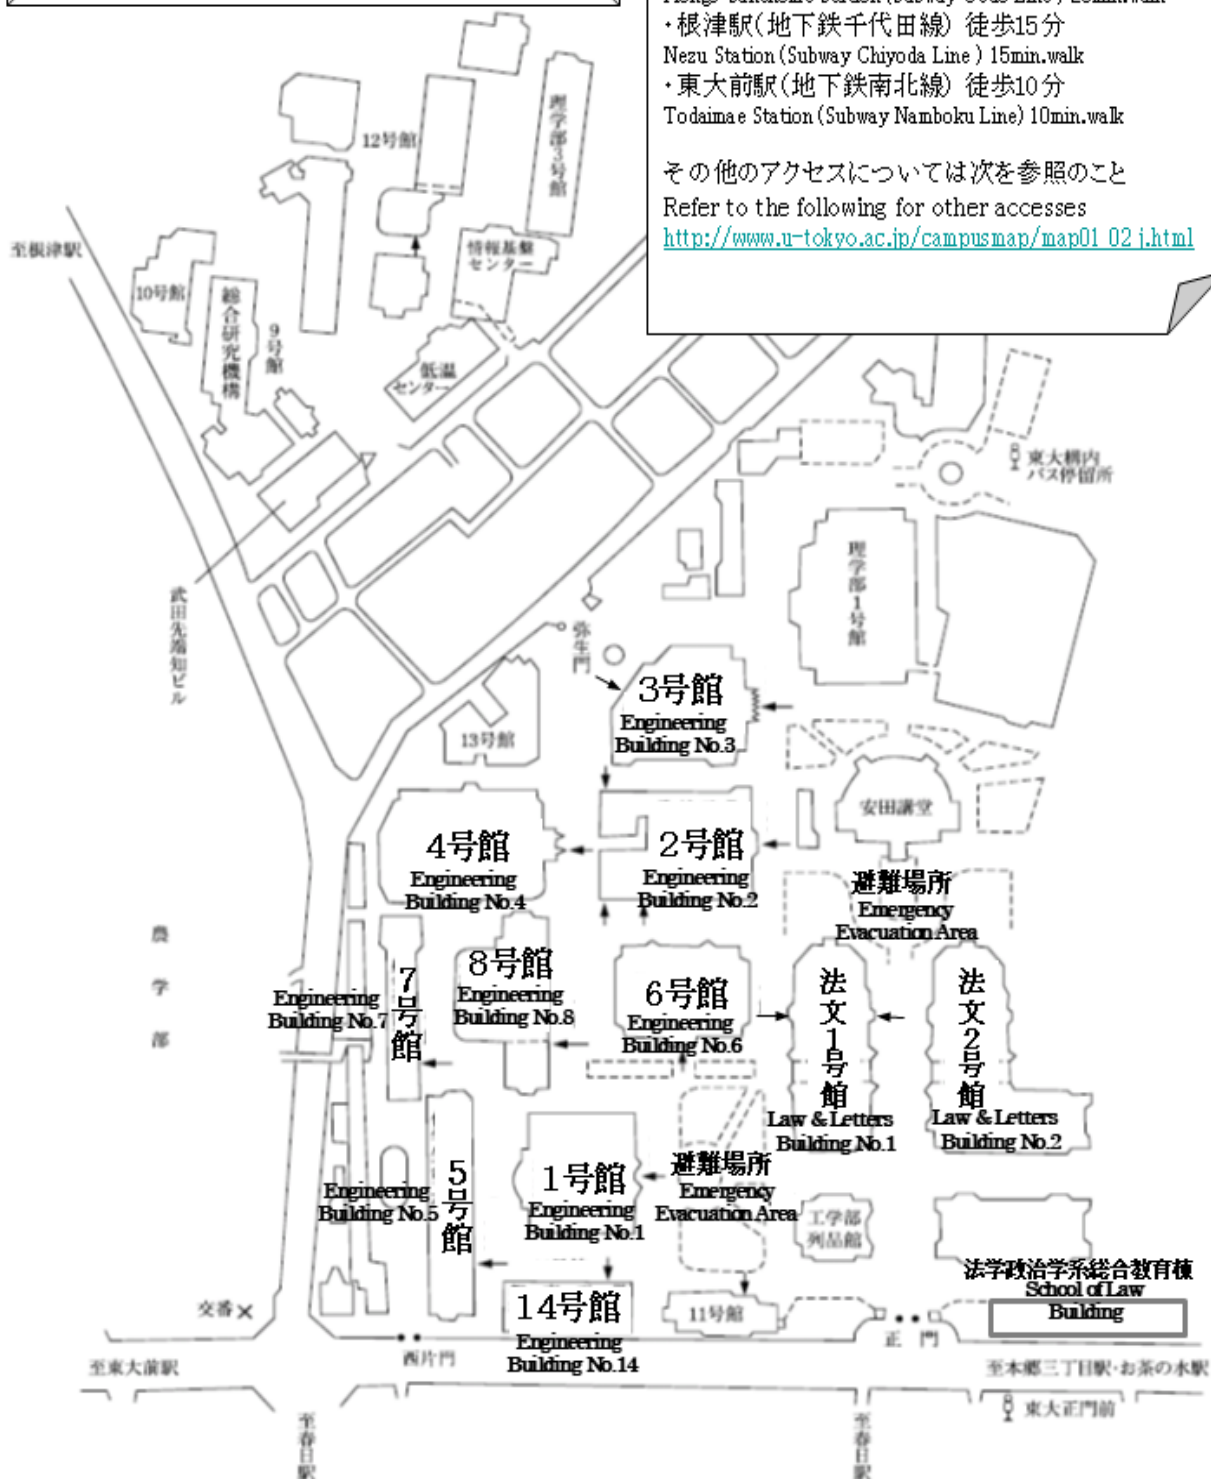 ・根津駅(地下鉄千代田線) 徒歩15分
Nezu Station(Subway Chiyoda Line ) 15min.walk
・東大前駅(地下鉄南北線) 徒歩10分
Todaimae Station(Subway Namboku Line) 10min.walk
その他のアクセスについては次を参照のこと
Refer to the following for other accesses
http://www.u-tokyo.ac.jp/campusmap/map01_02_j.html
理学部3号館
12号館
至根津駅
情報基盤
センター
10号館
総合研究機構
9号館
低温
センター
東大構内
バス停留所
理学部1号館
武田先端知ビル
弥生門
3号館
Engineering
Building No.3
13号館
安田講堂
4号館
Engineering
Building No.4
2号館
Engineering
Building No.2
避難場所
Emergency
Evacuation Area
農学部
7号館
Engineering
Building No.7
8号館
Engineering
Building No.8
6号館
Engineering
Building No.6
法文1号館
Law & Letters
Building No.1
法文2号館
Law & Letters
Building No.2
5号館
Engineering
Building No.5
1号館
Engineering
Building No.1
避難場所
Emergency
Evacuation Area
工学部
列品館
法学政治学系総合教育棟
School of Law
Building
交番
14号館
Engineering
Building No.14
11号館
正門
至東大前駅
西片門
至本郷三丁目駅・お茶の水駅
東大正門前
至春日駅
至春日駅